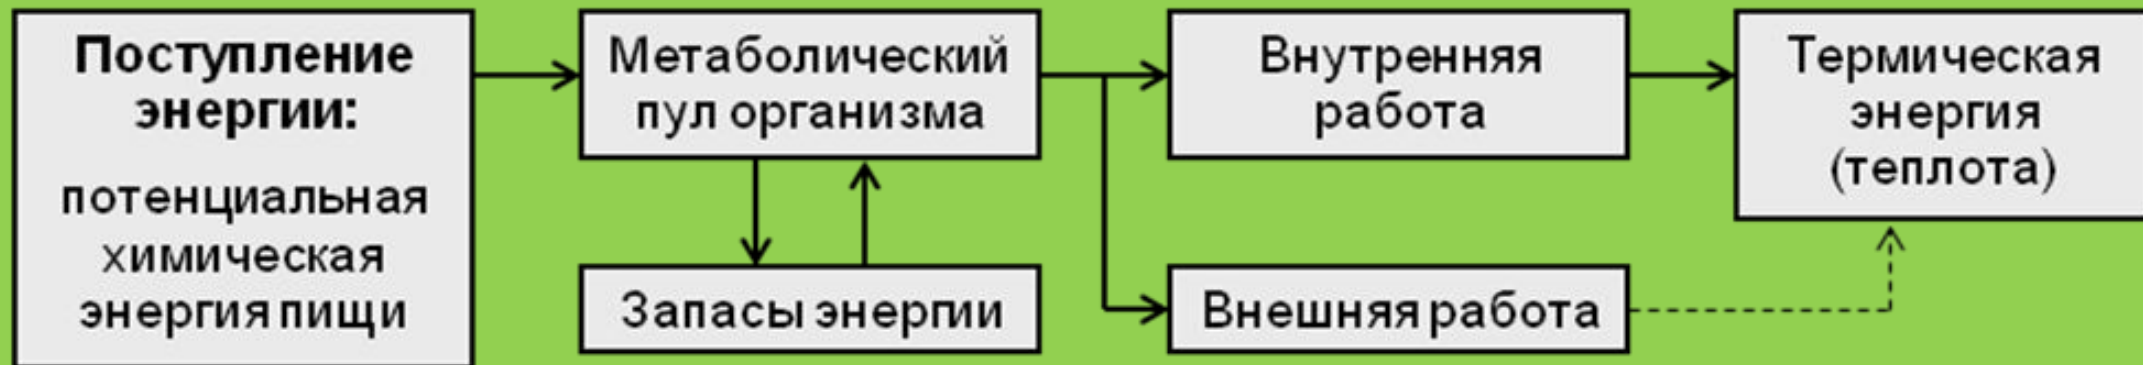 Поступление
энергии:
потенциальная
химическая
энергия пищи
Метаболический
пул организма
Запасы энергии
Внутренняя
работа
Внешняя работа
Термическая
энергия
(теплота)